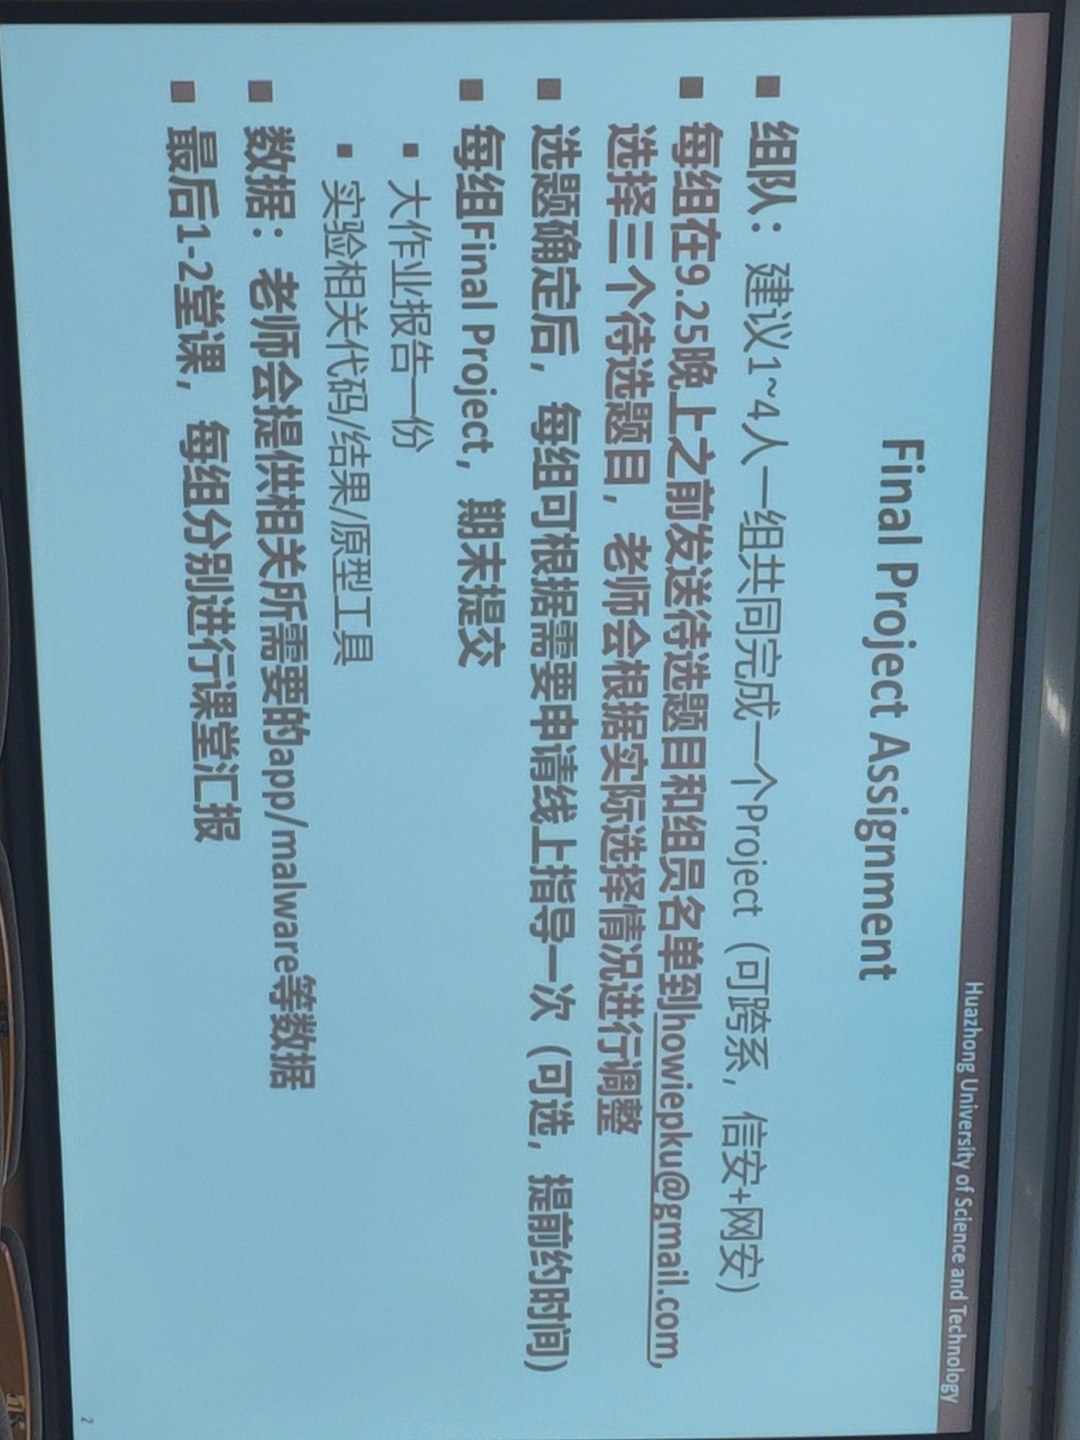 Huazhong University of Science and Technology
Final Project Assignment
■ 组队：建议1~4人一组共同完成一个Project（可跨系，信安+网安）
■ 每组在9.25晚上之前发送待选题目和组员名单到howiepku@gmail.com,
选择三个待选题目，老师会根据实际选择情况进行调整
■ 选题确定后，每组可根据需要申请线上指导一次（可选，提前约时间）
■ 每组Final Project，期末提交
■ 大作业报告一份
■ 实验相关代码/结果/原型工具
■ 数据：老师会提供相关所需要的app/malware等数据
■ 最后1-2堂课，每组分别进行课堂汇报
2